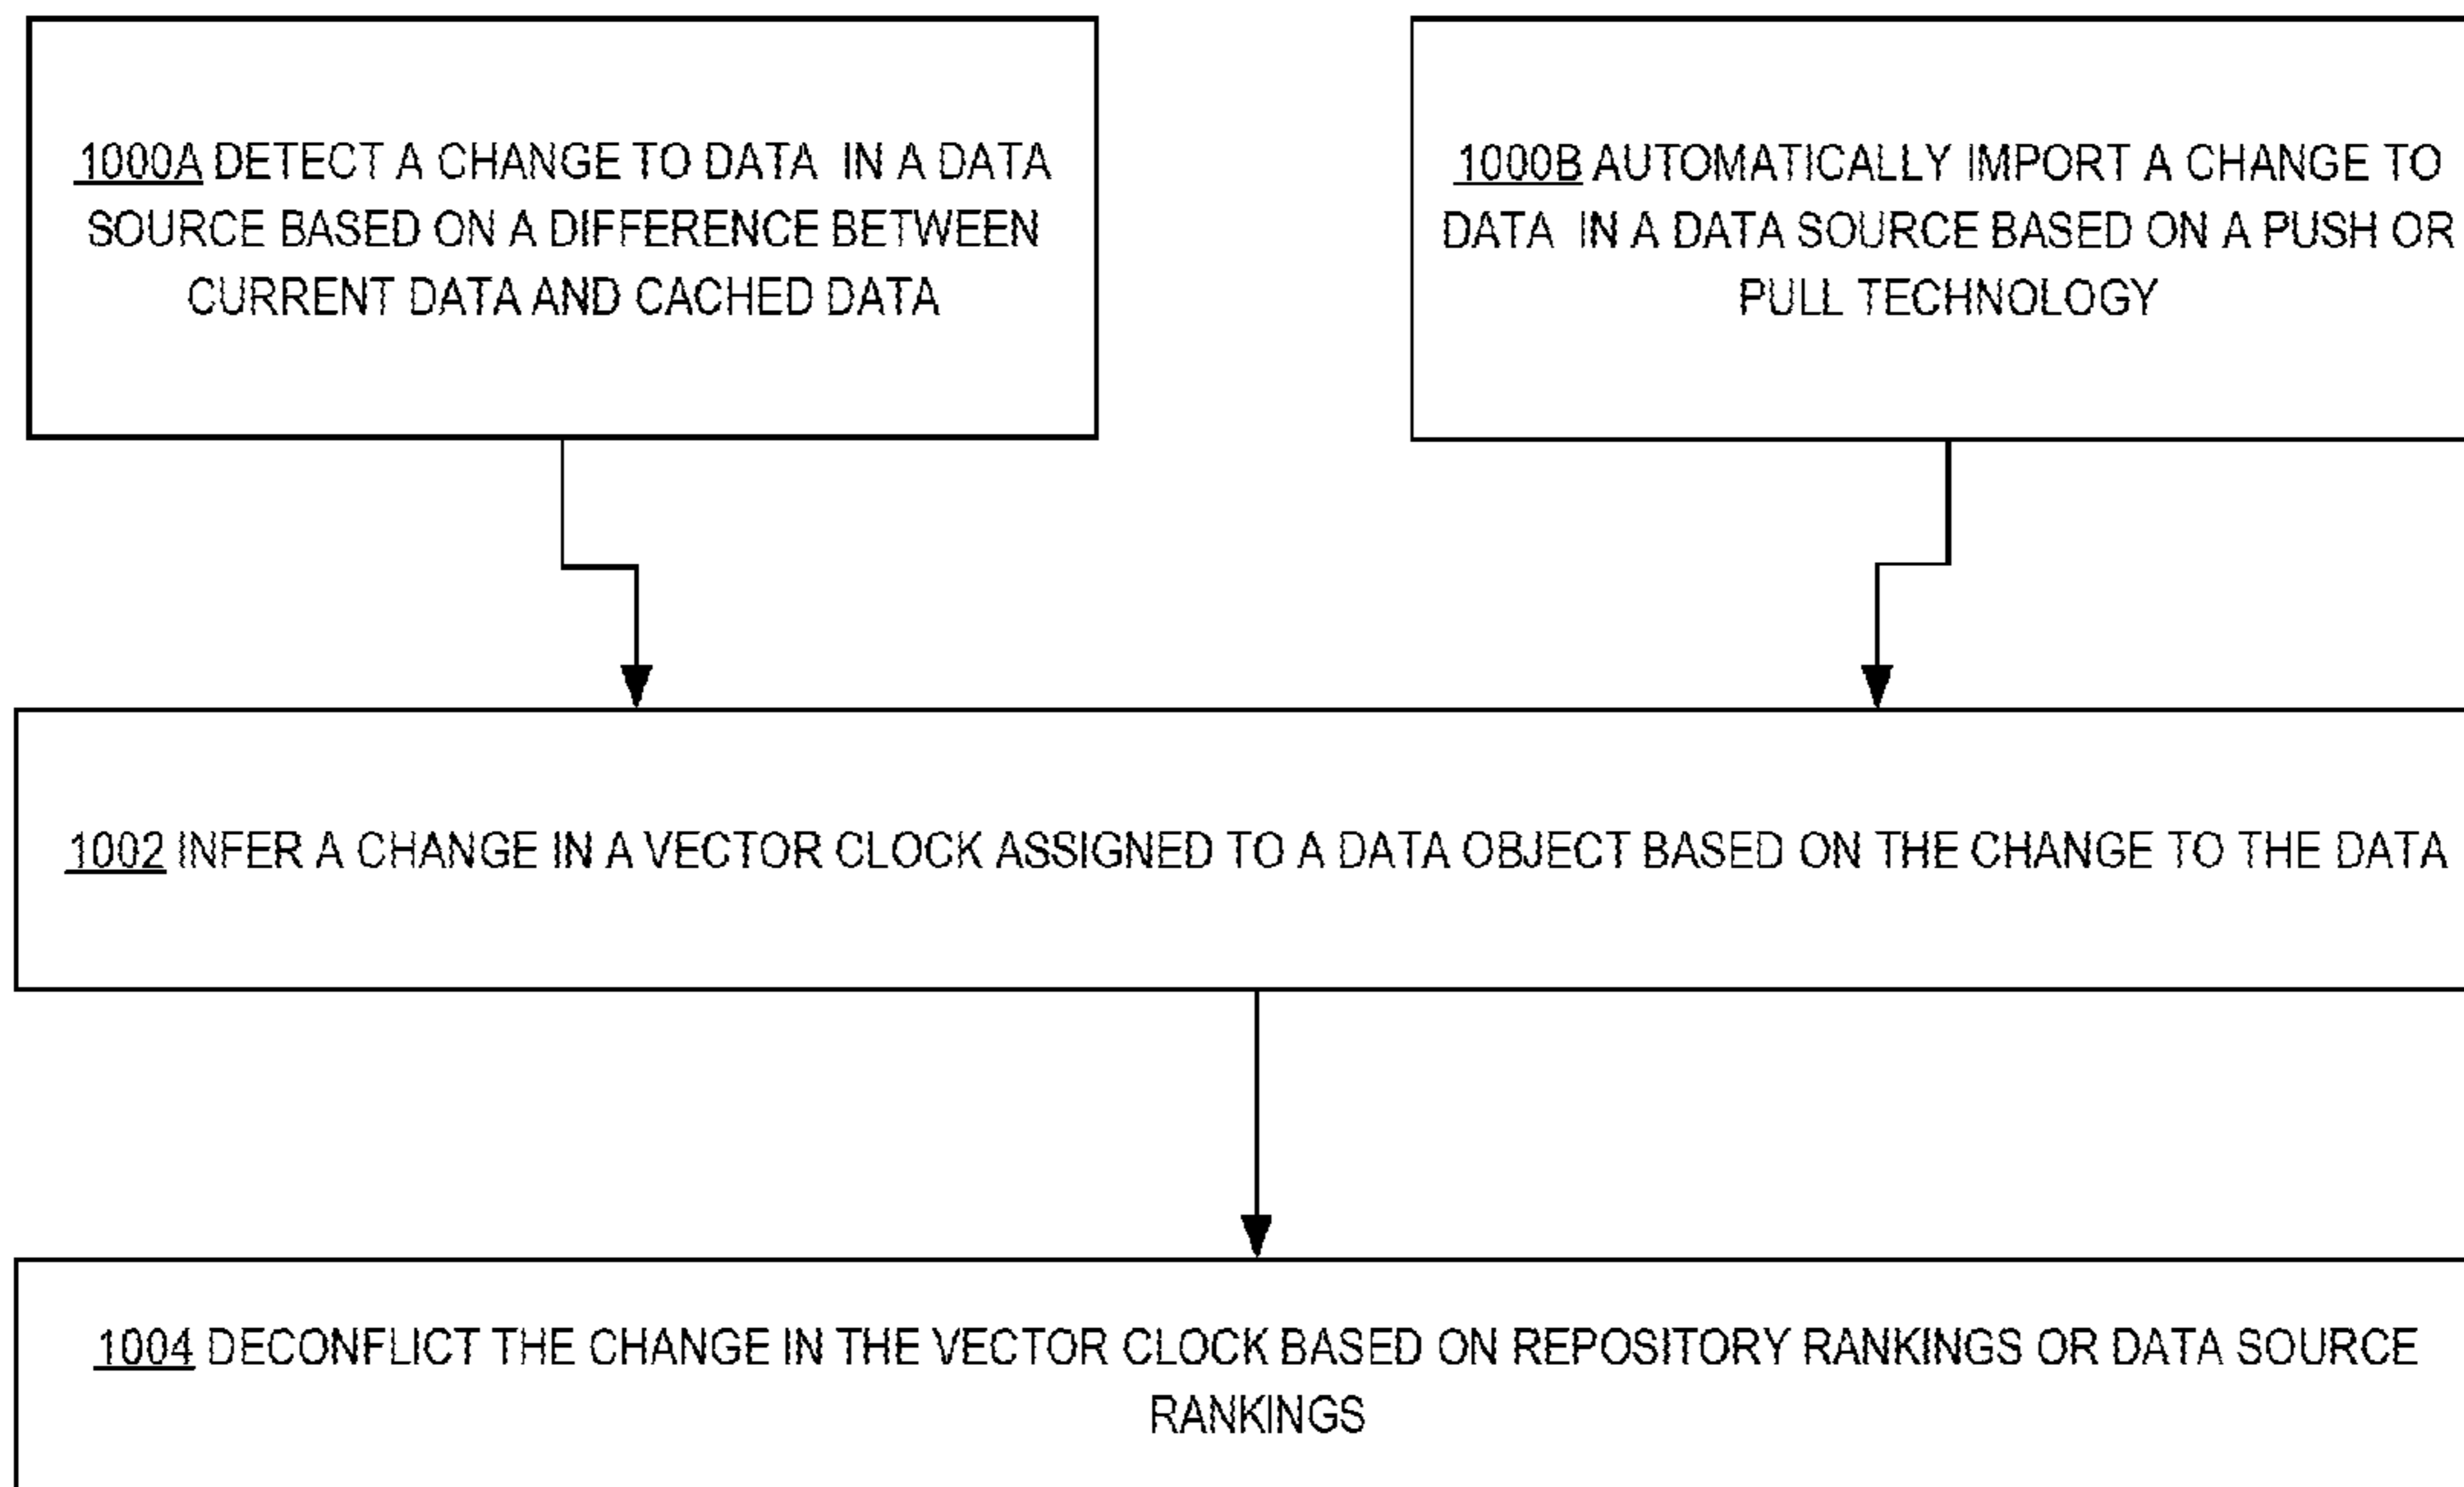 1000A DETECT A CHANGE TO DATA IN A DATA
SOURCE BASED ON A DIFFERENCE BETWEEN
CURRENT DATA AND CACHED DATA
1000B AUTOMATICALLY IMPORT A CHANGE TO
DATA IN A DATA SOURCE BASED ON A PUSH OR
PULL TECHNOLOGY
1002 INFER A CHANGE IN A VECTOR CLOCK ASSIGNED TO A DATA OBJECT BASED ON THE CHANGE TO THE DATA
1004 DECONFLICT THE CHANGE IN THE VECTOR CLOCK BASED ON REPOSITORY RANKINGS OR DATA SOURCE
RANKINGS